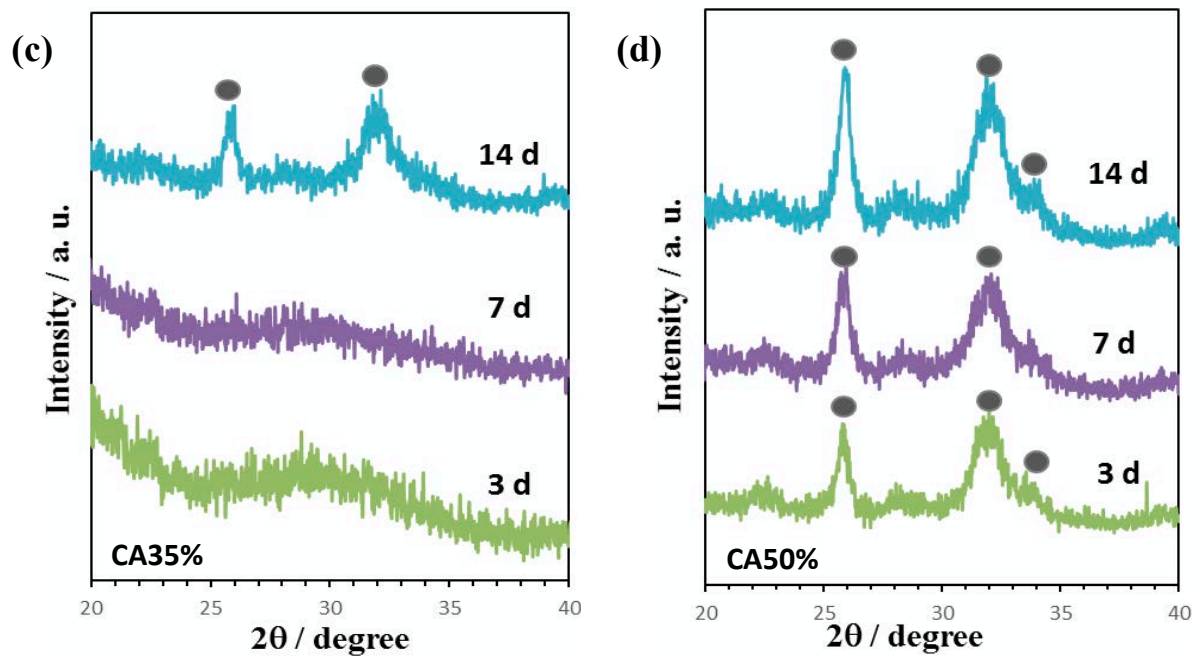 (c)
Intensity / a. u.
14 d
7 d
3 d
CA35%
20 25 30 35 40
2θ / degree
(d)
Intensity / a. u.
14 d
7 d
3 d
CA50%
20 25 30 35 40
2θ / degree